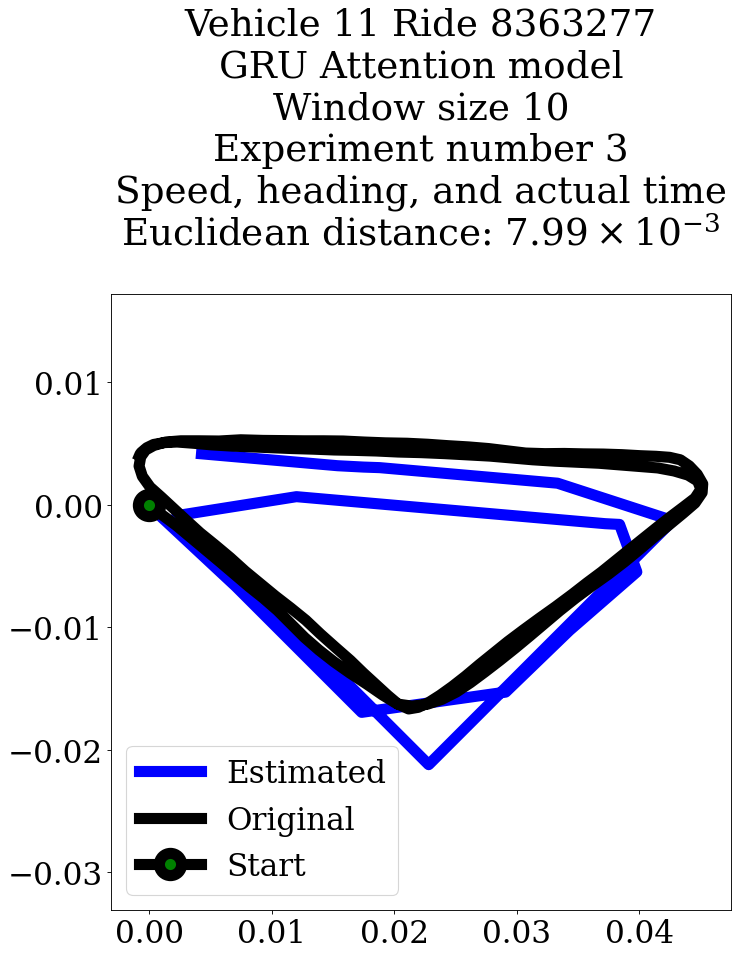 Vehicle 11 Ride 8363277
GRU Attention model
Window size 10
Experiment number 3
Speed, heading, and actual time
Euclidean distance: 7.99 × 10⁻³
0.01
0.00
−0.01
−0.02
−0.03
Estimated
Original
Start
0.00 0.01 0.02 0.03 0.04